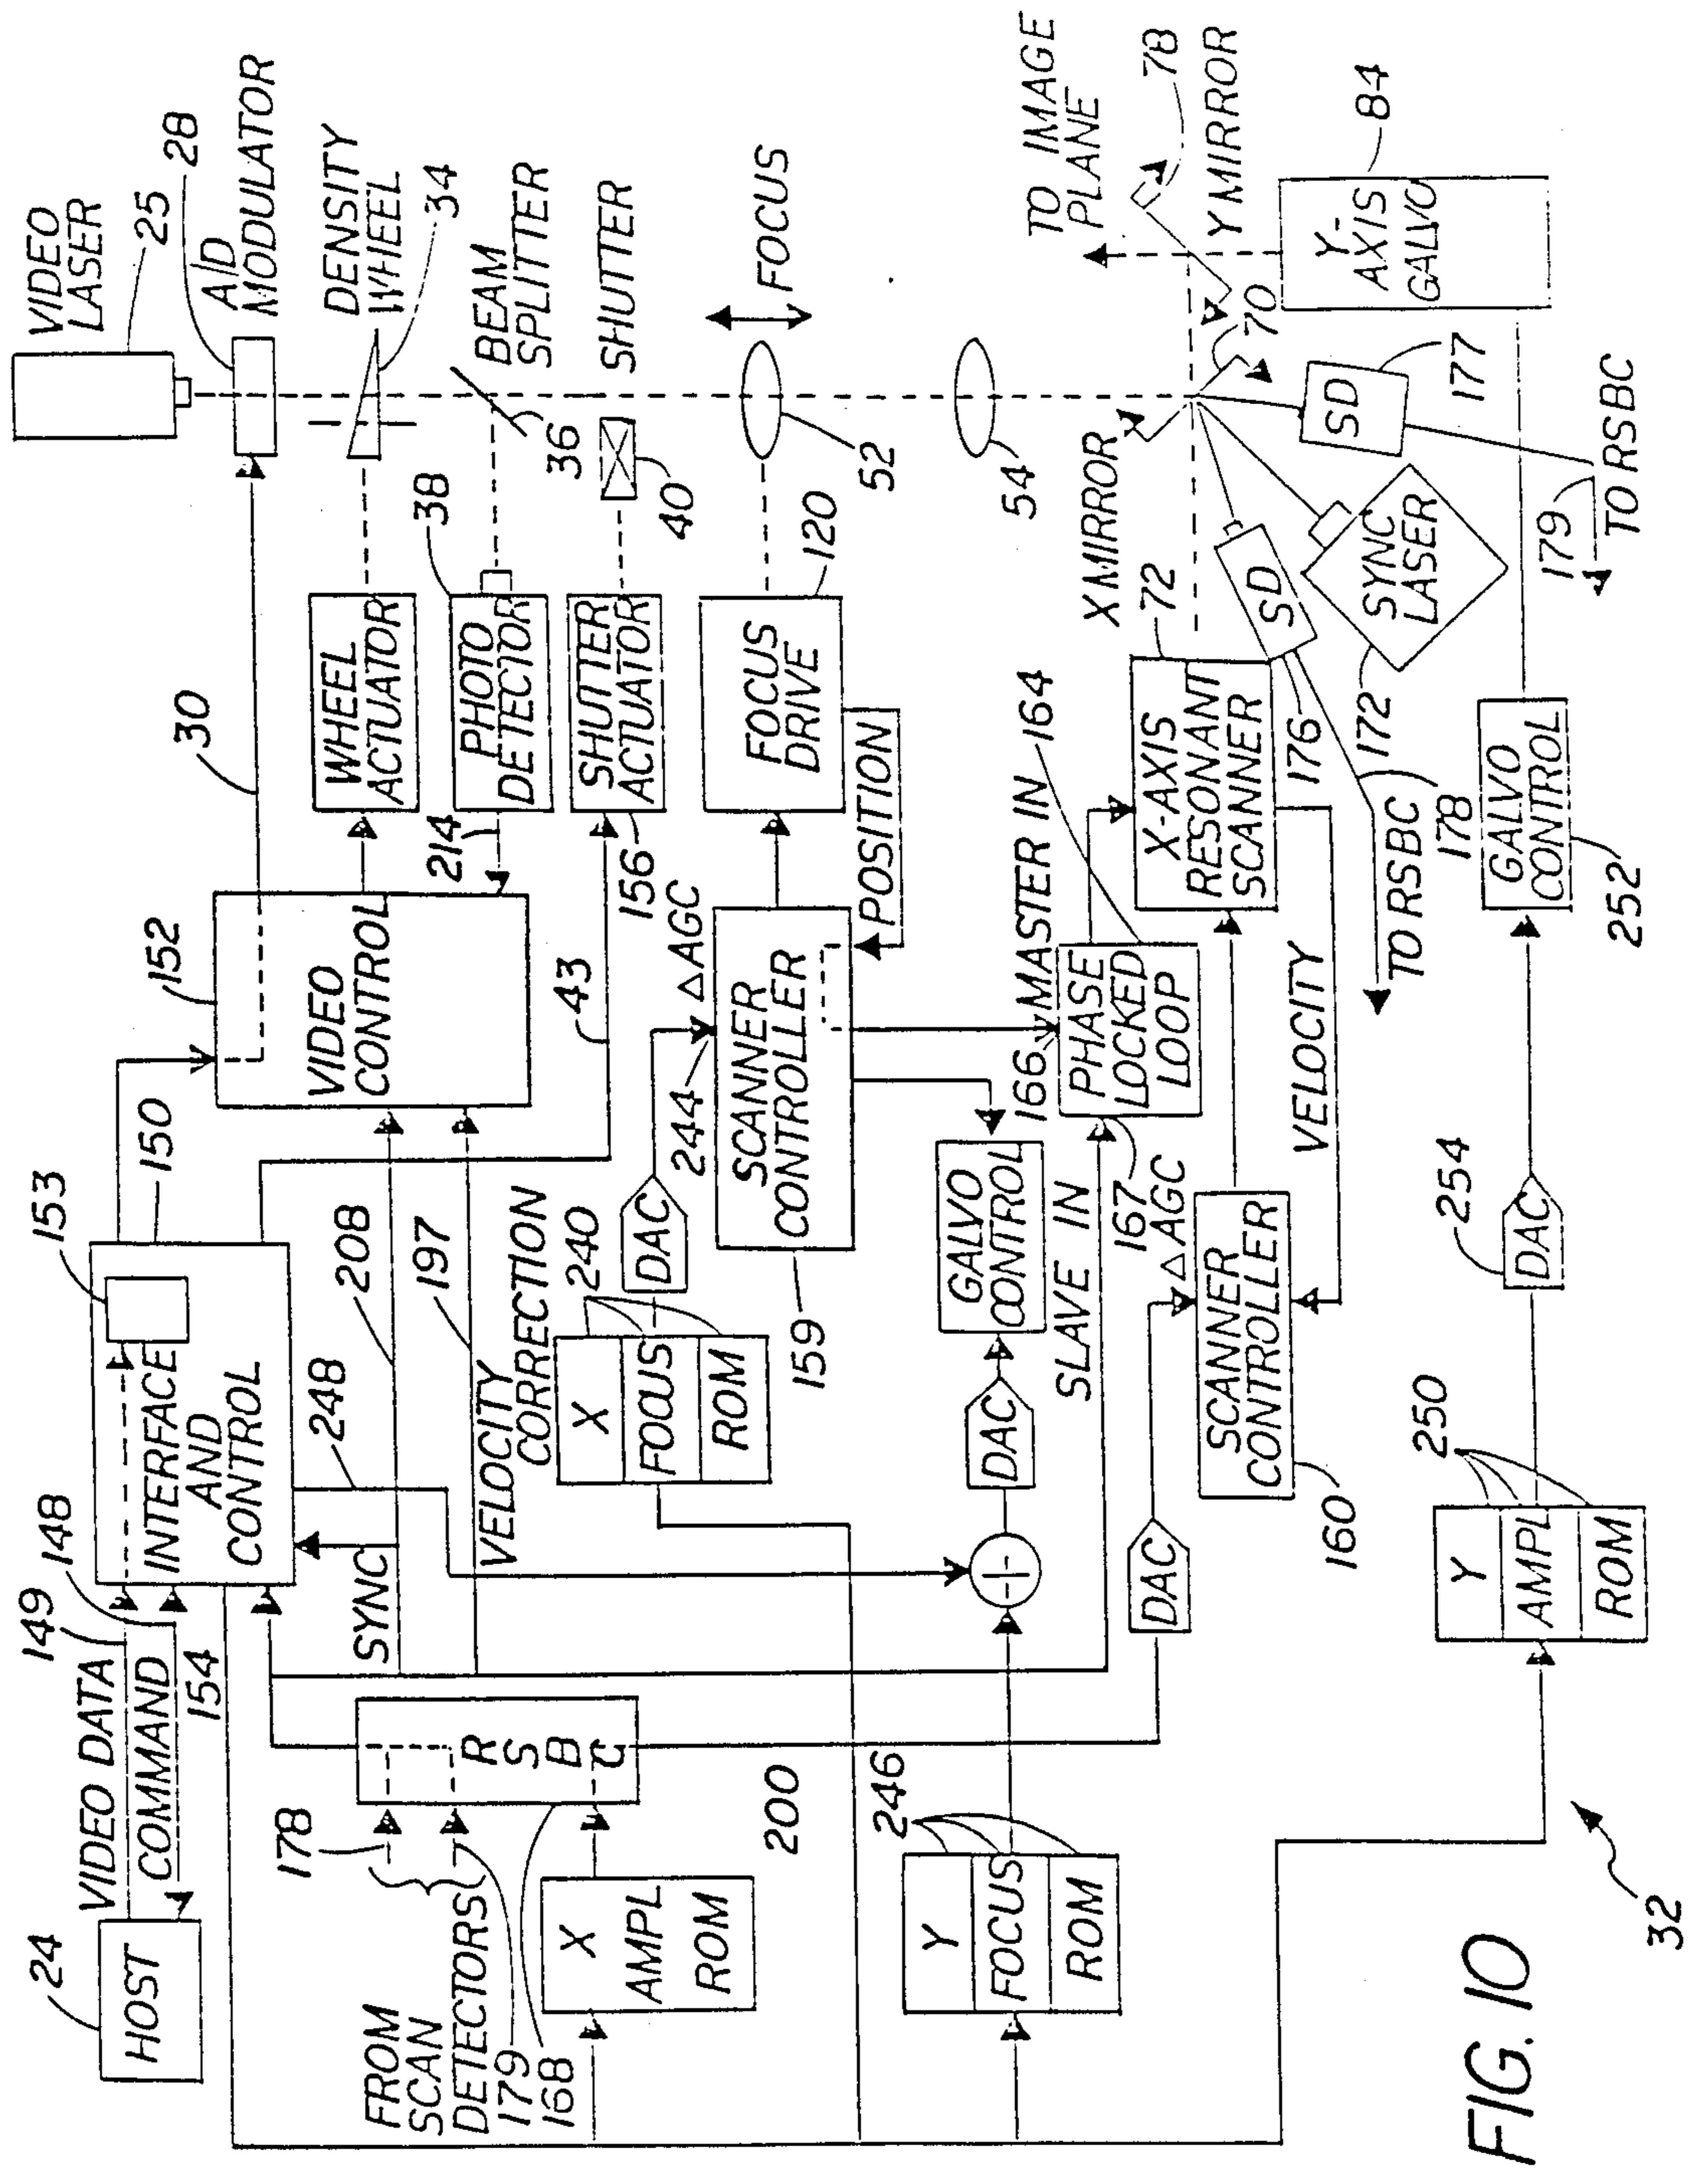 24
HOST
VIDEO DATA
149
148
COMMAND
154
153
150
INTERFACE
AND
CONTROL
152
VIDEO
CONTROL
30
VIDEO
LASER
25
28
A/D
MODULATOR
DENSITY
WHEEL
34
WHEEL
ACTUATOR
38
PHOTO
DETECTOR
214
BEAM
SPLITTER
36
SHUTTER
40
SHUTTER
ACTUATOR
156
43
FOCUS
52
54
120
FOCUS
DRIVE
POSITION
SYNC
248
208
197
VELOCITY
CORRECTION
FROM
SCAN
DETECTORS
178
179
168
R
S
B
C
X
AMPL
ROM
200
X
FOCUS
ROM
240
DAC
244
△AGC
SCANNER
CONTROLLER
159
Y
FOCUS
ROM
246
DAC
GALVO
CONTROL
SLAVE IN
166
MASTER IN
164
PHASE
LOCKED
LOOP
167
△AGC
DAC
SCANNER
CONTROLLER
160
VELOCITY
X-AXIS
RESONANT
SCANNER
72
X MIRROR
70
TO IMAGE
PLANE
78
Y MIRROR
84
Y-
AXIS
GALVO
SD
176
SYNC
LASER
172
SD
177
178
TO RSBC
179
TO RSBC
Y
AMPL
ROM
250
DAC
254
GALVO
CONTROL
252
32
FIG. 10